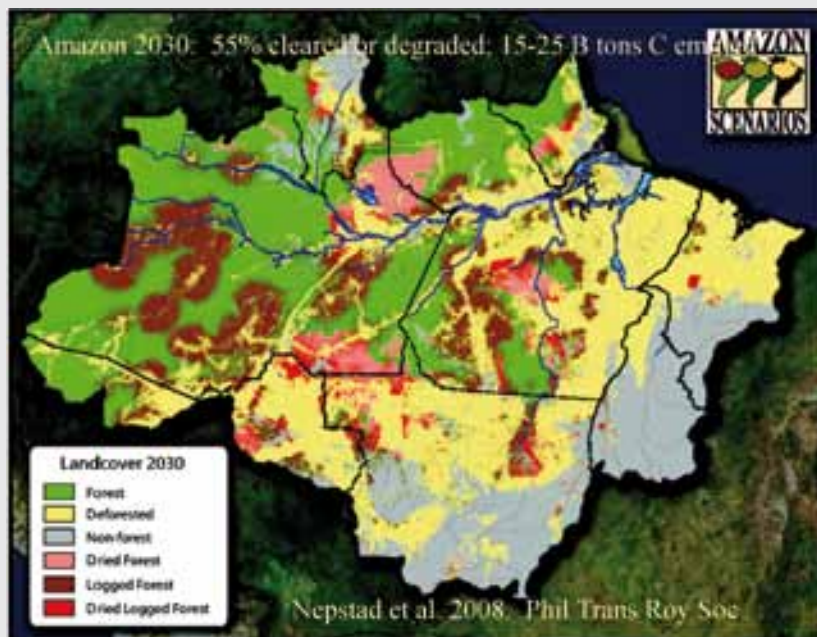 Amazon 2030: 55% cleared or degraded; 15-25 B tons C
AMAZON
SCENARIOS
Landcover 2030
Forest
Deforested
Non-forest
Dried Forest
Logged Forest
Dried Logged Forest
Nepstad et al. 2008. Phil Trans Roy Soc